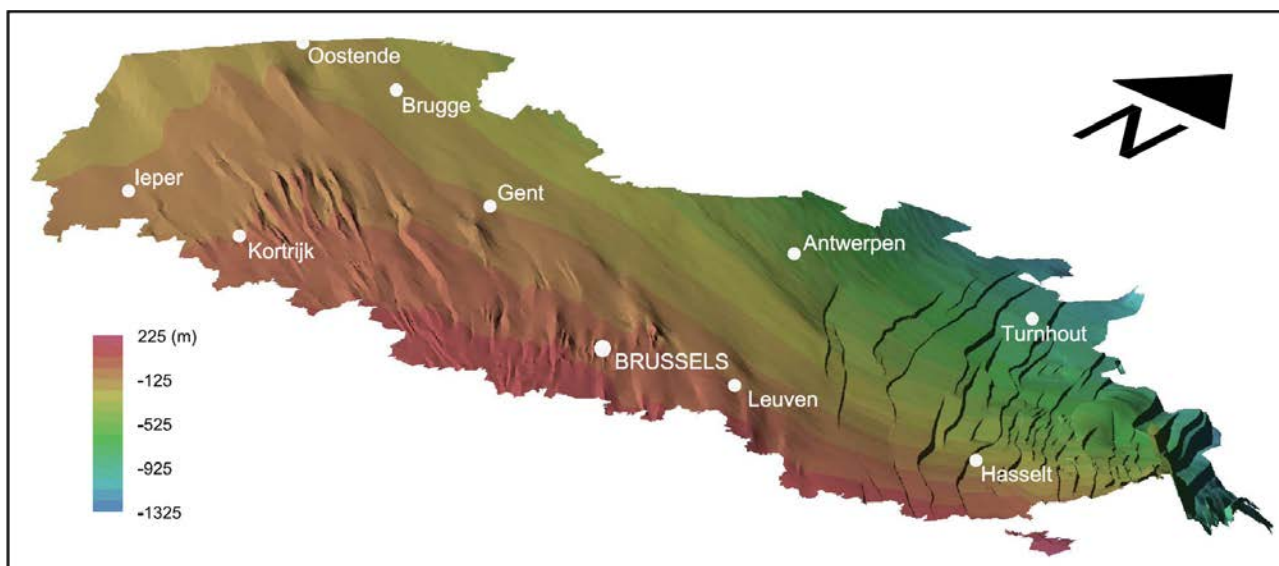 Oostende
Brugge
Ieper
Gent
Kortrijk
Antwerpen
Turnhout
BRUSSELS
Leuven
Hasselt
225 (m)
-125
-525
-925
-1325
N